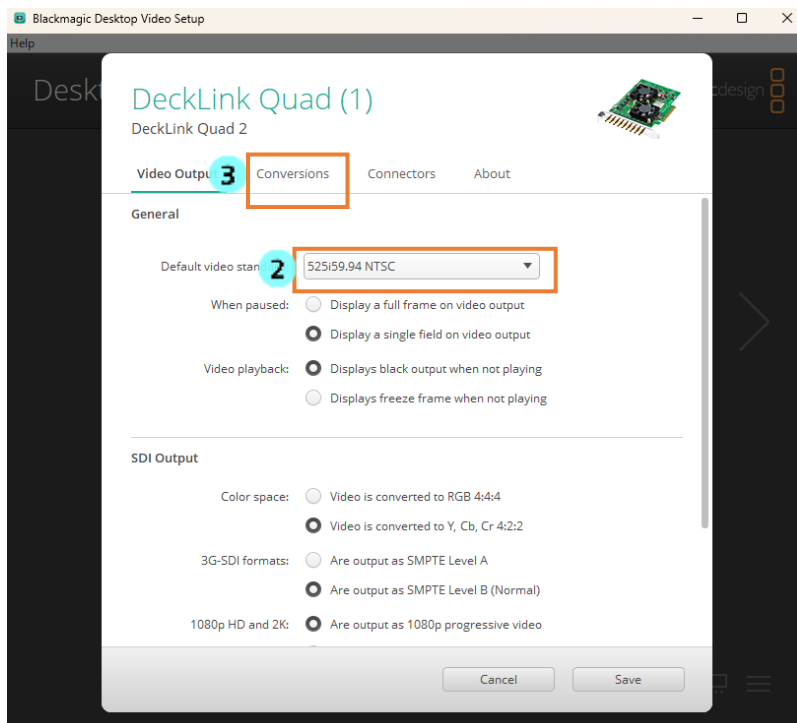 Blackmagic Desktop Video Setup
Help
Deskt
cdesign
DeckLink Quad (1)
DeckLink Quad 2
Video Outpu
3
Conversions
Connectors
About
General
Default video stan
2
525i59.94 NTSC
When paused:
Display a full frame on video output
Display a single field on video output
Video playback:
Displays black output when not playing
Displays freeze frame when not playing
SDI Output
Color space:
Video is converted to RGB 4:4:4
Video is converted to Y, Cb, Cr 4:2:2
3G-SDI formats:
Are output as SMPTE Level A
Are output as SMPTE Level B (Normal)
1080p HD and 2K:
Are output as 1080p progressive video
Cancel
Save